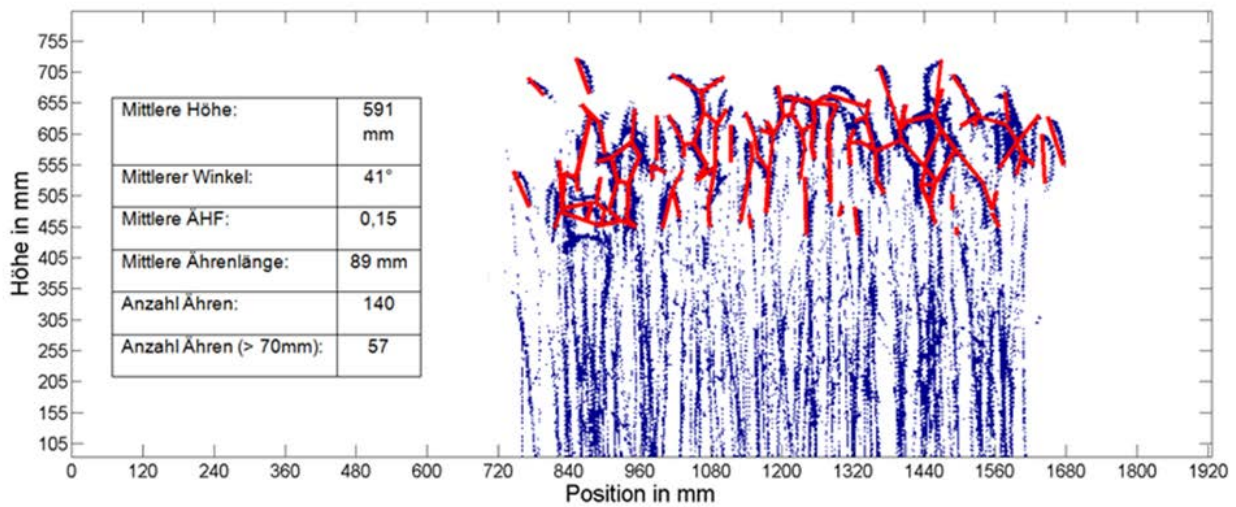 Höhe in mm
755
705
655
605
555
505
455
405
355
305
255
205
155
105
Mittlere Höhe: 591
mm
Mittlerer Winkel: 41°
Mittlere ÄHF: 0,15
Mittlere Ährenlänge: 89 mm
Anzahl Ähren: 140
Anzahl Ähren (> 70mm): 57
0 120 240 360 480 600 720 840 960 1080 1200 1320 1440 1560 1680 1800 1920
Position in mm